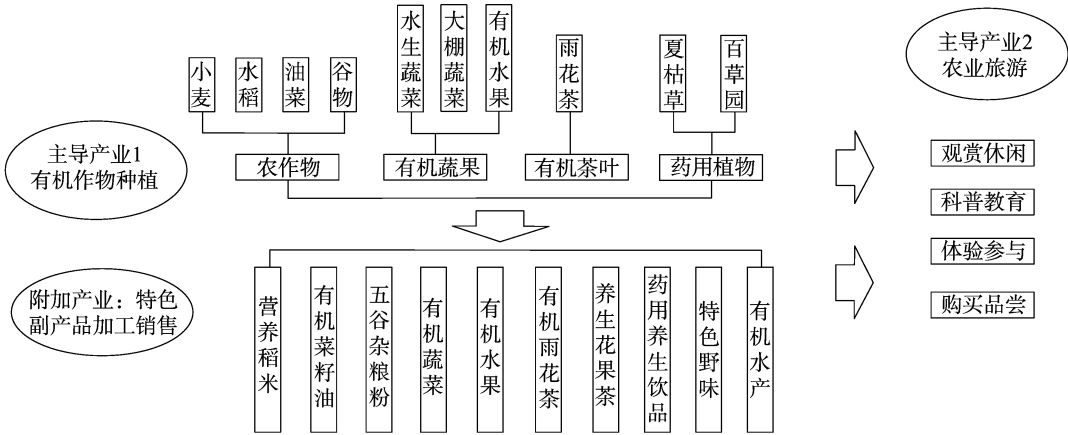 水生蔬菜
大棚蔬菜
有机水果
雨花茶
夏枯草
百草园
小麦
水稻
油菜
谷物
主导产业2
农业旅游
主导产业1
有机作物种植
农作物
有机蔬果
有机茶叶
药用植物
观赏休闲
科普教育
体验参与
购买品尝
附加产业：特色
副产品加工销售
营养稻米
有机菜籽油
五谷杂粮粉
有机蔬菜
有机水果
有机雨花茶
养生花果茶
药用养生饮品
特色野味
有机水产